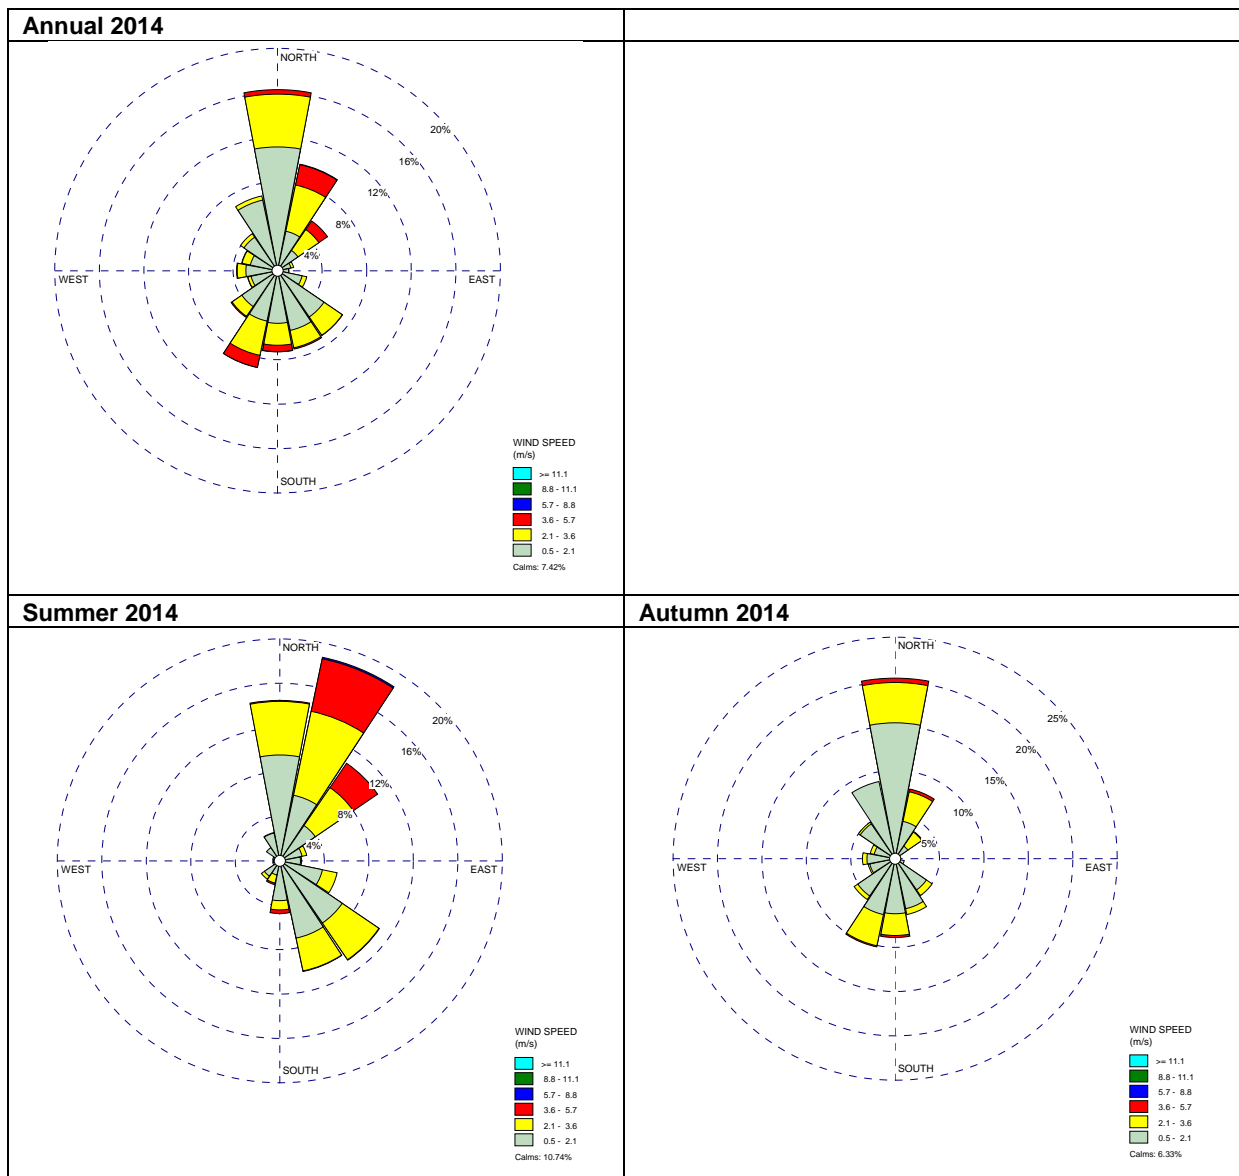 Annual 2014
NORTH
20%
16%
12%
8%
4%
WEST
EAST
SOUTH
WIND SPEED
(m/s)
>= 11.1
8.8 - 11.1
5.7 - 8.8
3.6 - 5.7
2.1 - 3.6
0.5 - 2.1
Calms: 7.42%
Summer 2014
NORTH
20%
16%
12%
8%
4%
WEST
EAST
SOUTH
WIND SPEED
(m/s)
>= 11.1
8.8 - 11.1
5.7 - 8.8
3.6 - 5.7
2.1 - 3.6
0.5 - 2.1
Calms: 10.74%
Autumn 2014
NORTH
25%
20%
15%
10%
5%
WEST
EAST
SOUTH
WIND SPEED
(m/s)
>= 11.1
8.8 - 11.1
5.7 - 8.8
3.6 - 5.7
2.1 - 3.6
0.5 - 2.1
Calms: 6.33%